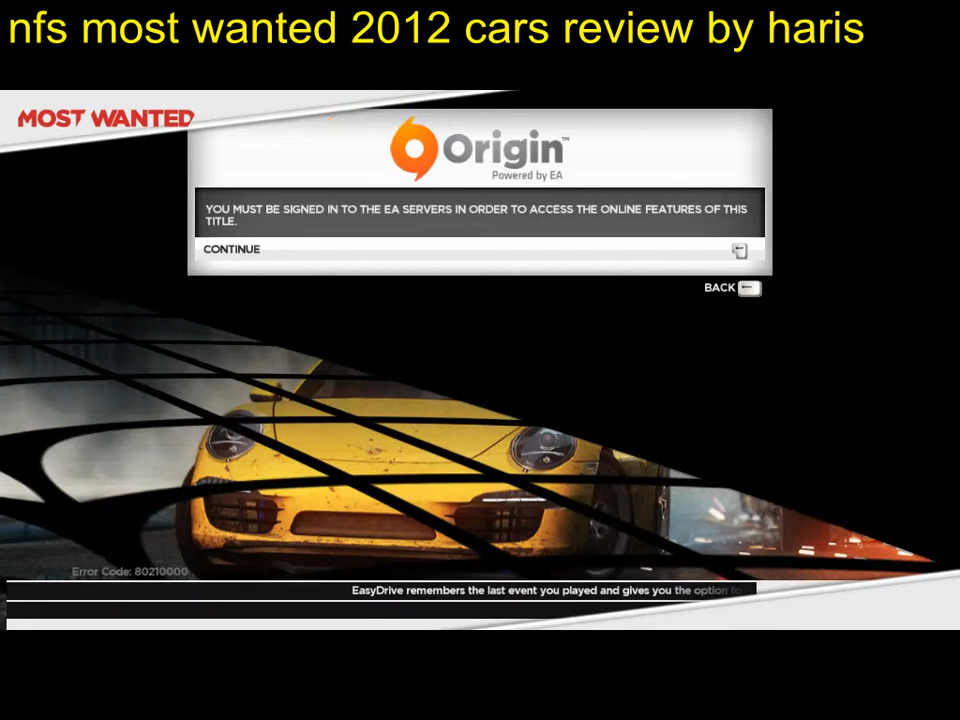 nfs most wanted 2012 cars review by haris
MOST WANTED
Origin™
Powered by EA
YOU MUST BE SIGNED IN TO THE EA SERVERS IN ORDER TO ACCESS THE ONLINE FEATURES OF THIS
TITLE.
CONTINUE
BACK
Error Code: 80210000
EasyDrive remembers the last event you played and gives you the option to